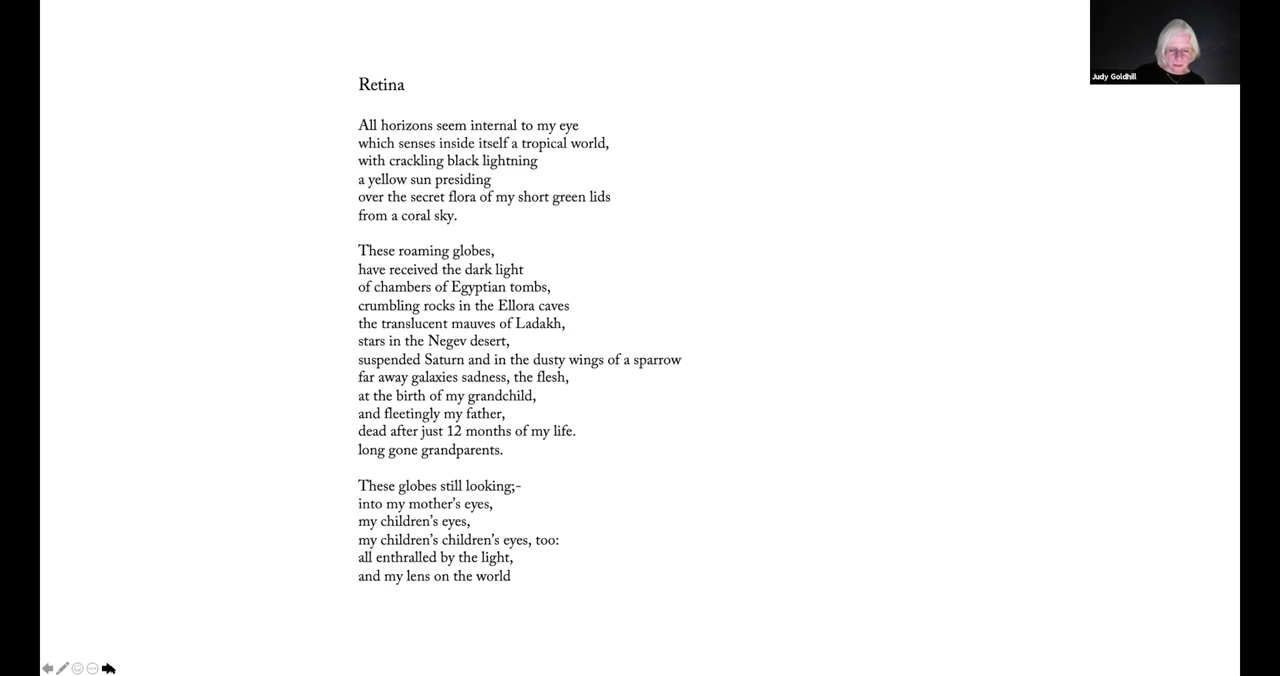 Judy Goldhill
Retina
All horizons seem internal to my eye
which senses inside itself a tropical world,
with crackling black lightning
a yellow sun presiding
over the secret flora of my short green lids
from a coral sky.
These roaming globes,
have received the dark light
of chambers of Egyptian tombs,
crumbling rocks in the Ellora caves
the translucent mauves of Ladakh,
stars in the Negev desert,
suspended Saturn and in the dusty wings of a sparrow
far away galaxies sadness, the flesh,
at the birth of my grandchild,
and fleetingly my father,
dead after just 12 months of my life.
long gone grandparents.
These globes still looking;-
into my mother’s eyes,
my children’s eyes,
my children’s children’s eyes, too:
all enthralled by the light,
and my lens on the world